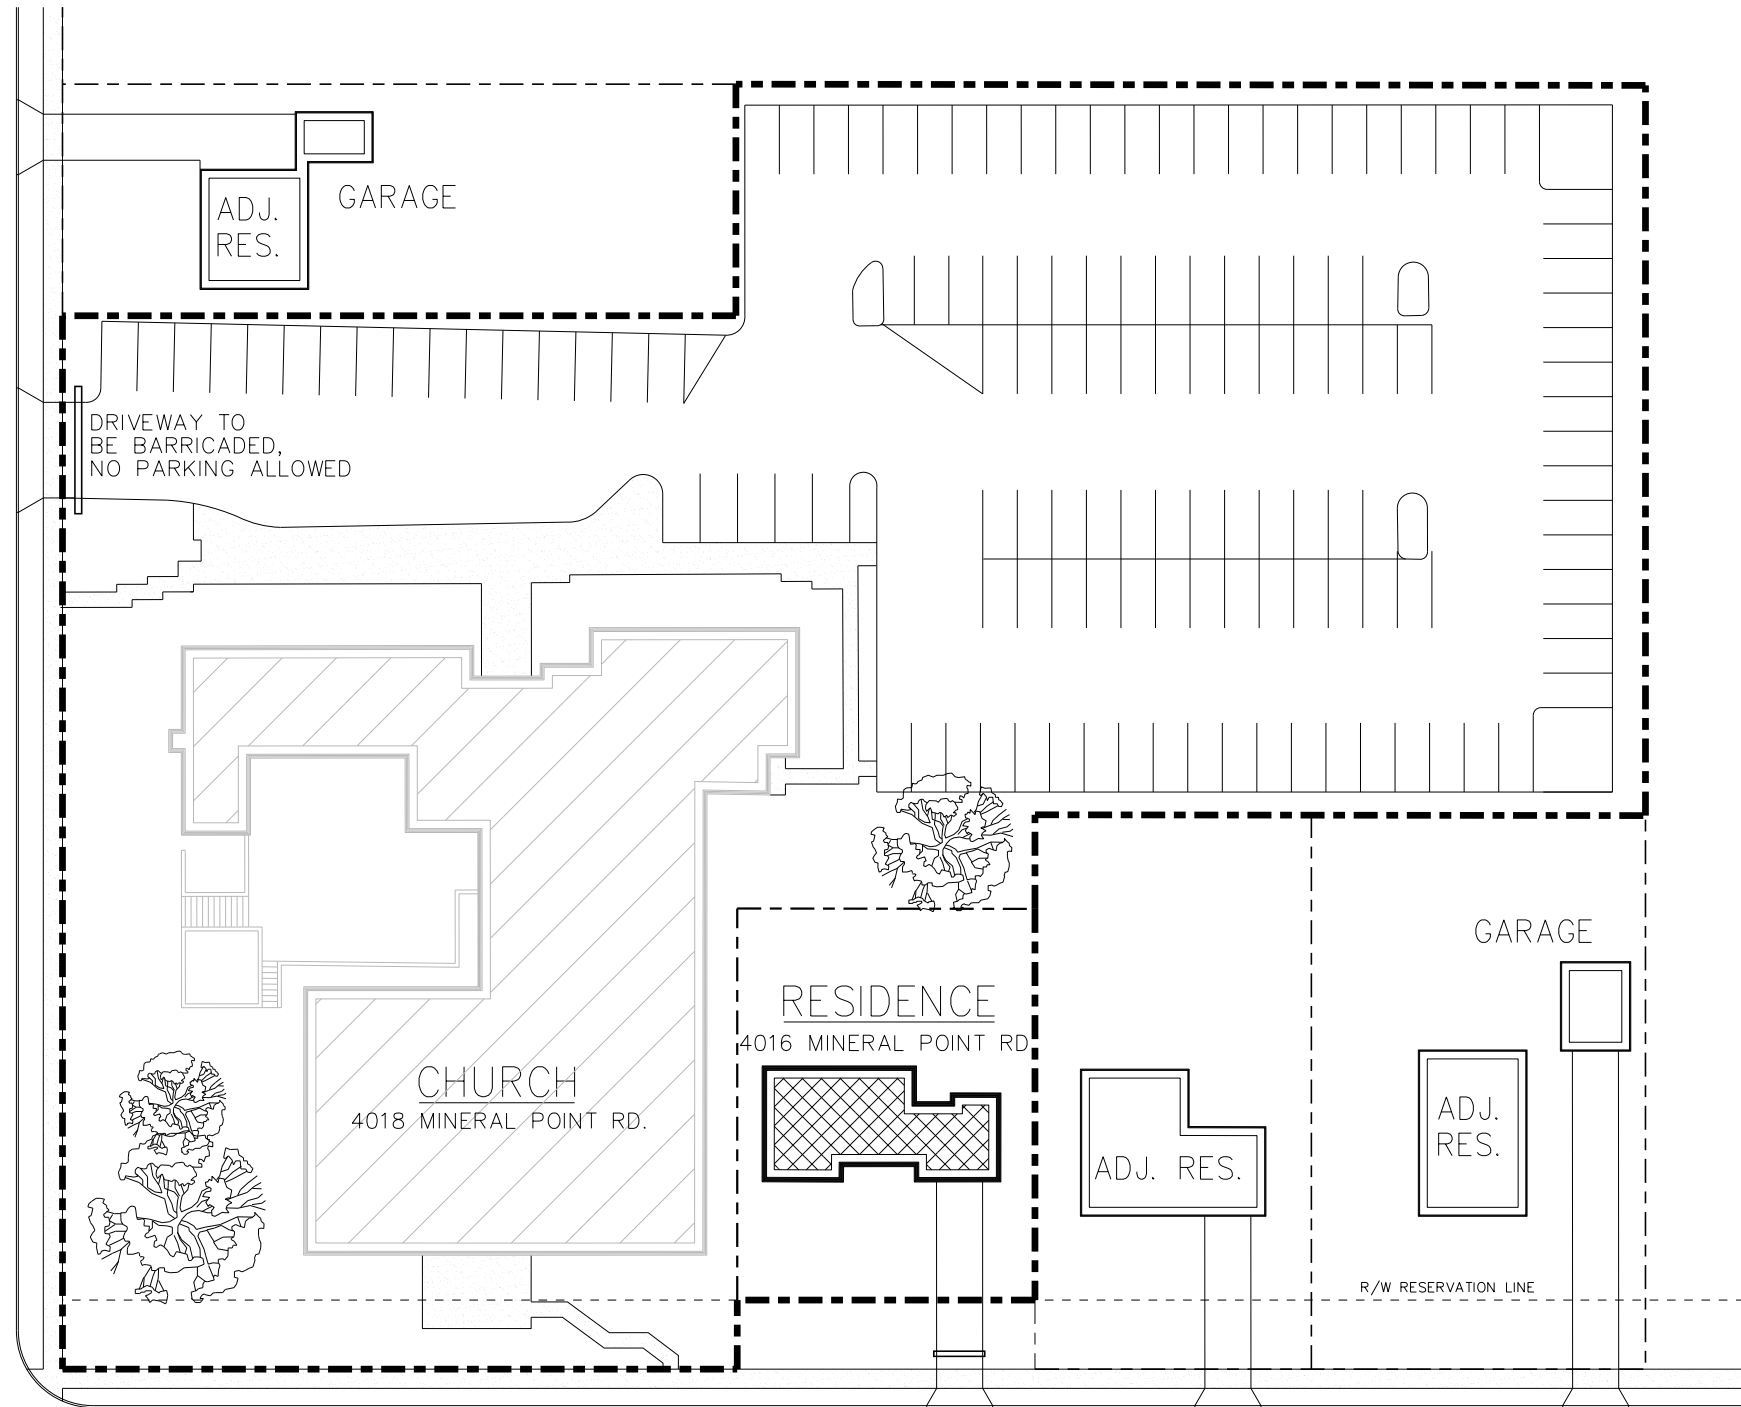 GARAGE
ADJ.
RES.
DRIVEWAY TO
BE BARRICADED,
NO PARKING ALLOWED
GARAGE
RESIDENCE
4016 MINERAL POINT RD
CHURCH
4018 MINERAL POINT RD.
ADJ. RES.
ADJ.
RES.
R/W RESERVATION LINE